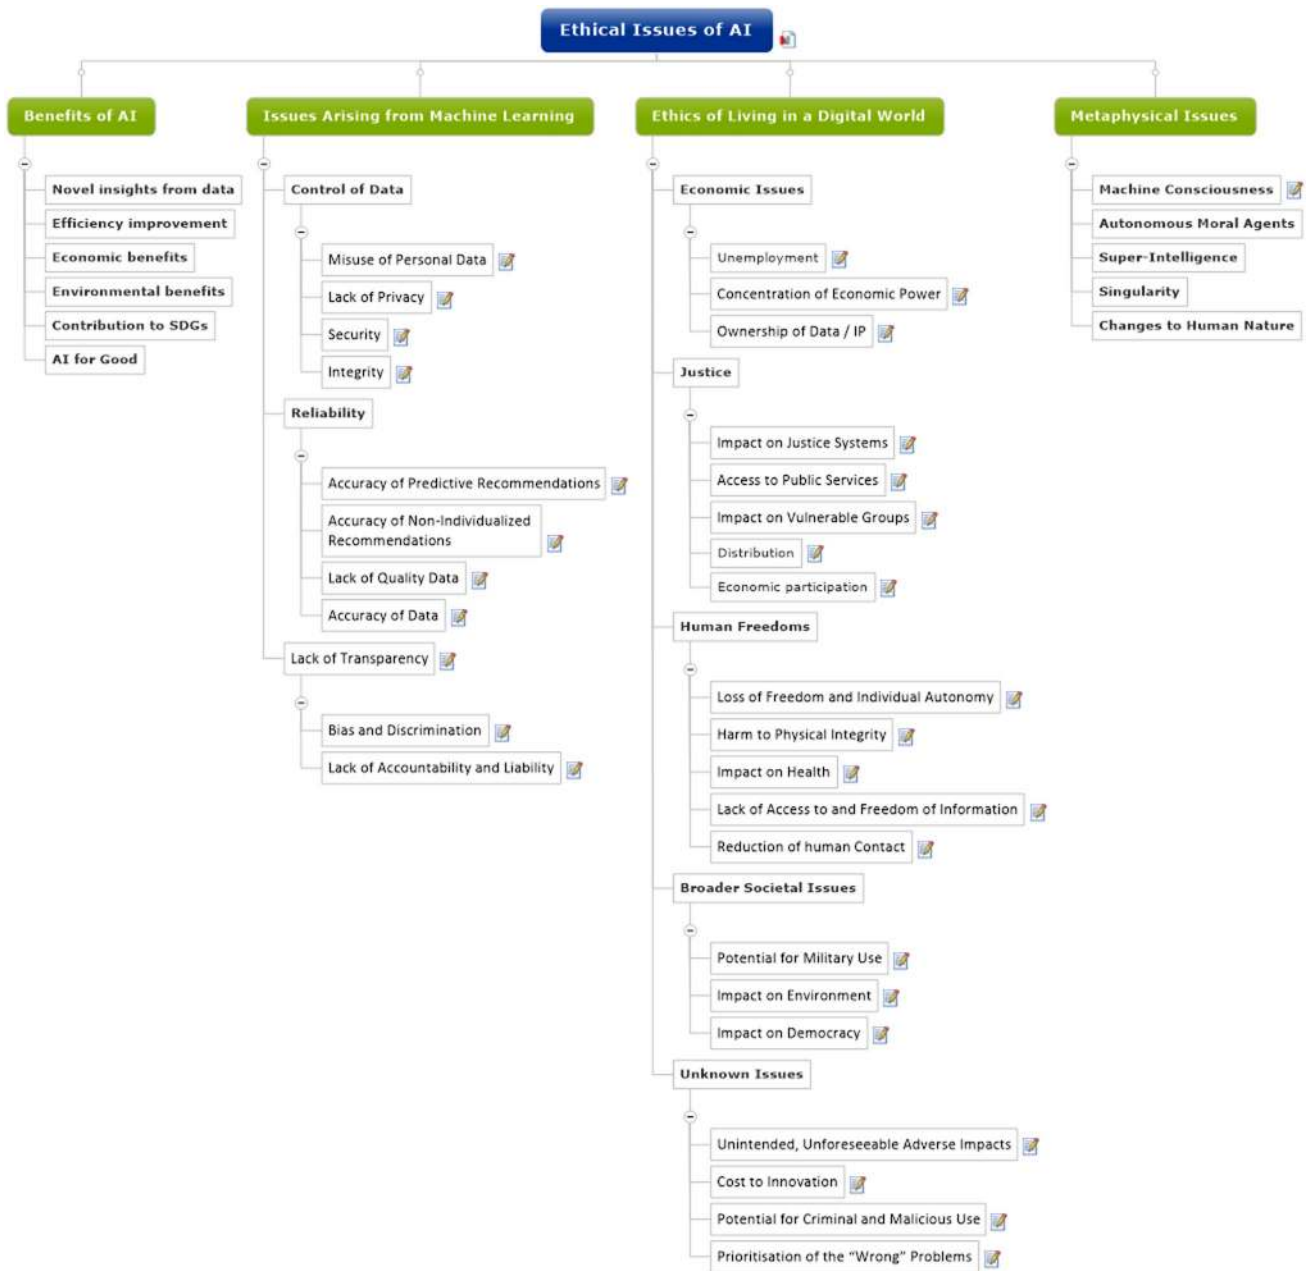 Ethical Issues of AI
Benefits of AI
Novel insights from data
Efficiency improvement
Economic benefits
Environmental benefits
Contribution to SDGs
AI for Good
Issues Arising from Machine Learning
Control of Data
Misuse of Personal Data
Lack of Privacy
Security
Integrity
Reliability
Accuracy of Predictive Recommendations
Accuracy of Non-Individualized
Recommendations
Lack of Quality Data
Accuracy of Data
Lack of Transparency
Bias and Discrimination
Lack of Accountability and Liability
Ethics of Living in a Digital World
Economic Issues
Unemployment
Concentration of Economic Power
Ownership of Data / IP
Justice
Impact on Justice Systems
Access to Public Services
Impact on Vulnerable Groups
Distribution
Economic participation
Human Freedoms
Loss of Freedom and Individual Autonomy
Harm to Physical Integrity
Impact on Health
Lack of Access to and Freedom of Information
Reduction of human Contact
Broader Societal Issues
Potential for Military Use
Impact on Environment
Impact on Democracy
Unknown Issues
Unintended, Unforeseeable Adverse Impacts
Cost to Innovation
Potential for Criminal and Malicious Use
Prioritisation of the “Wrong” Problems
Metaphysical Issues
Machine Consciousness
Autonomous Moral Agents
Super-Intelligence
Singularity
Changes to Human Nature